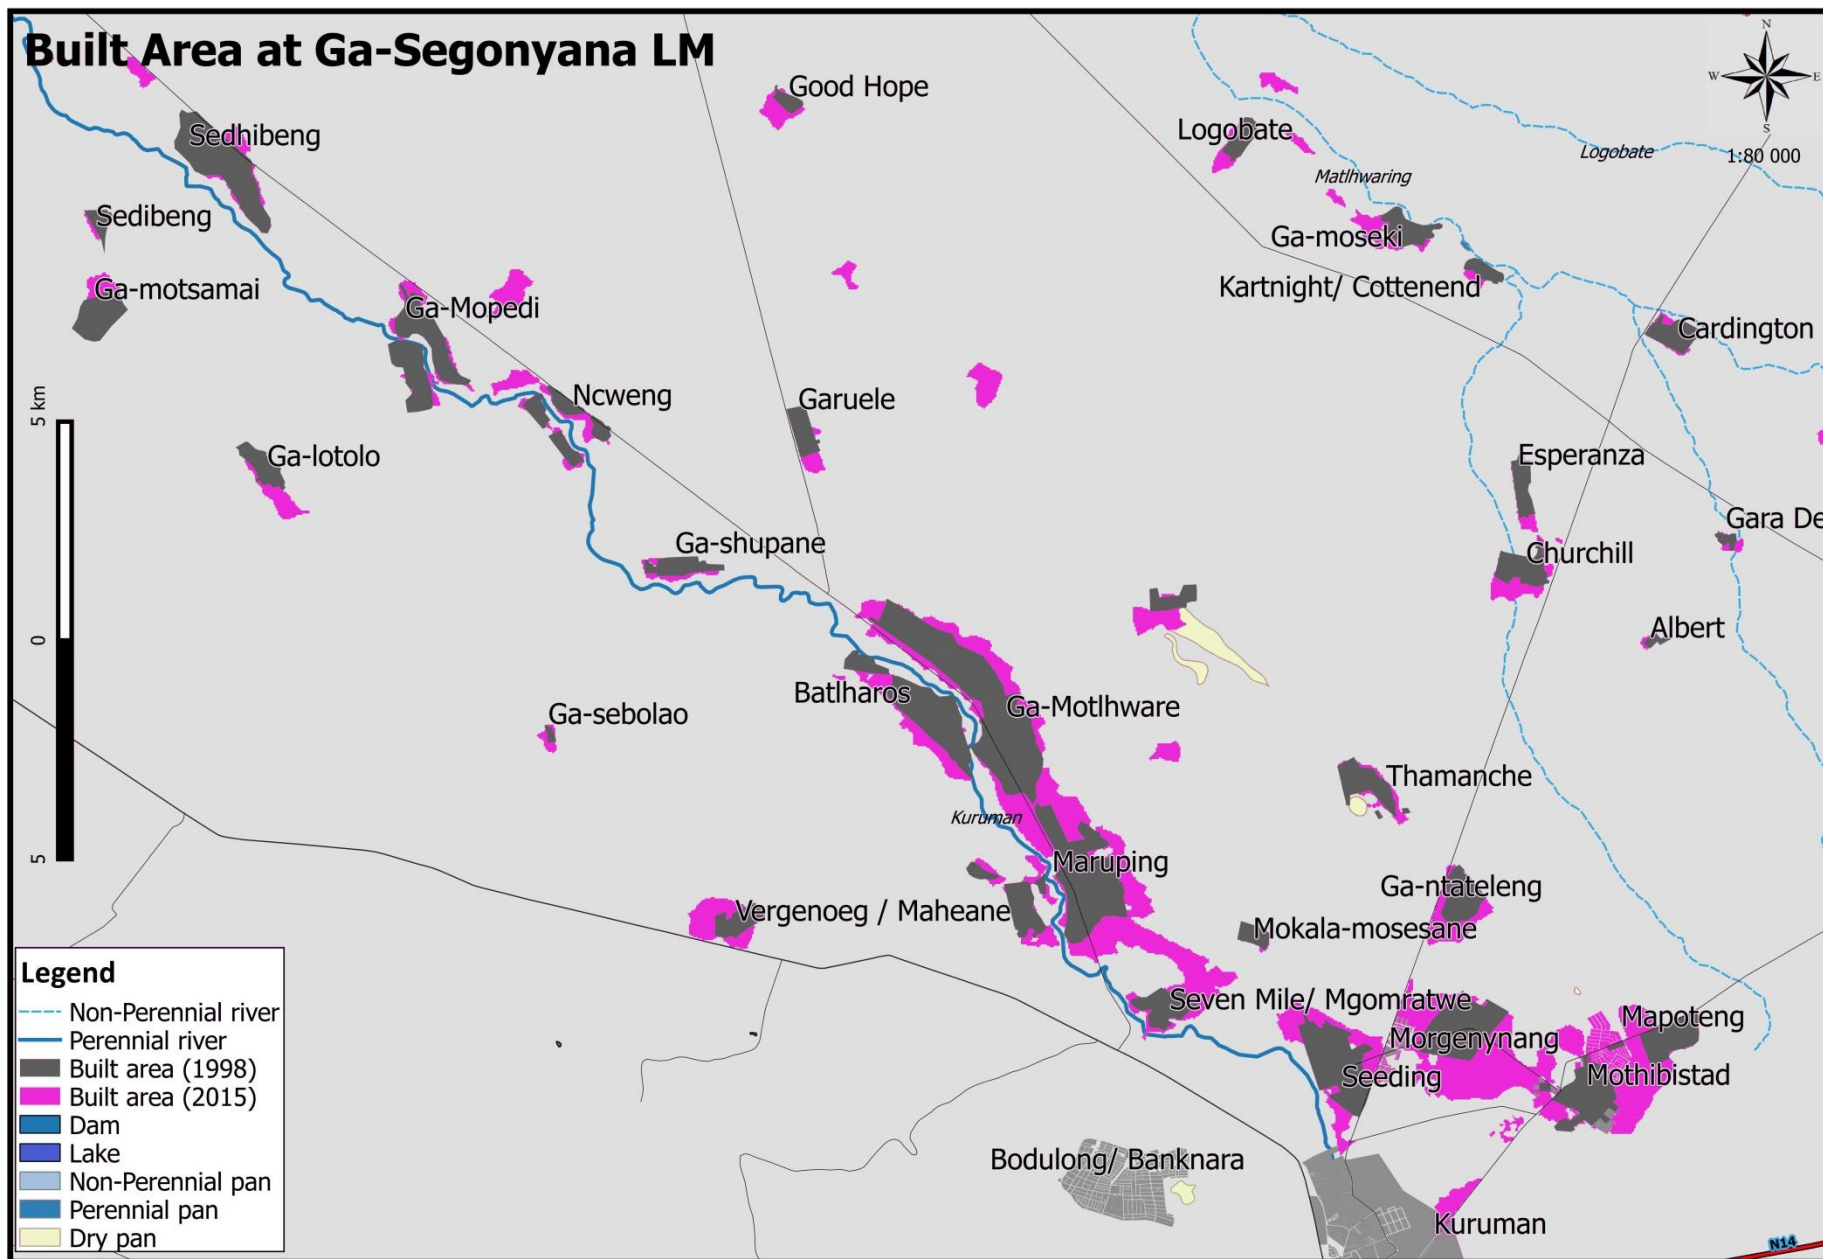 Built Area at Ga-Segonyana LM
N
W
E
S
1:80 000
Good Hope
Sedhibeng
Logobate
Logobate
Matlhwaring
Sedibeng
Ga-moseki
Ga-motsamai
Kartnight/ Cottenend
Ga-Mopedi
Cardington
Ncweng
Garuele
5 km
0
5
Ga-lotolo
Esperanza
Gara De
Ga-shupane
Churchill
Albert
Batlharos
Ga-Motlhware
Ga-sebolao
Thamanche
Kuruman
Maruping
Ga-ntateleng
Vergenoeg / Maheane
Mokala-mosesane
Seven Mile/ Mgomratwe
Mapoteng
Morgenynang
Seeding
Mothibistad
Bodulong/ Banknara
Kuruman
N14
Legend
Non-Perennial river
Perennial river
Built area (1998)
Built area (2015)
Dam
Lake
Non-Perennial pan
Perennial pan
Dry pan